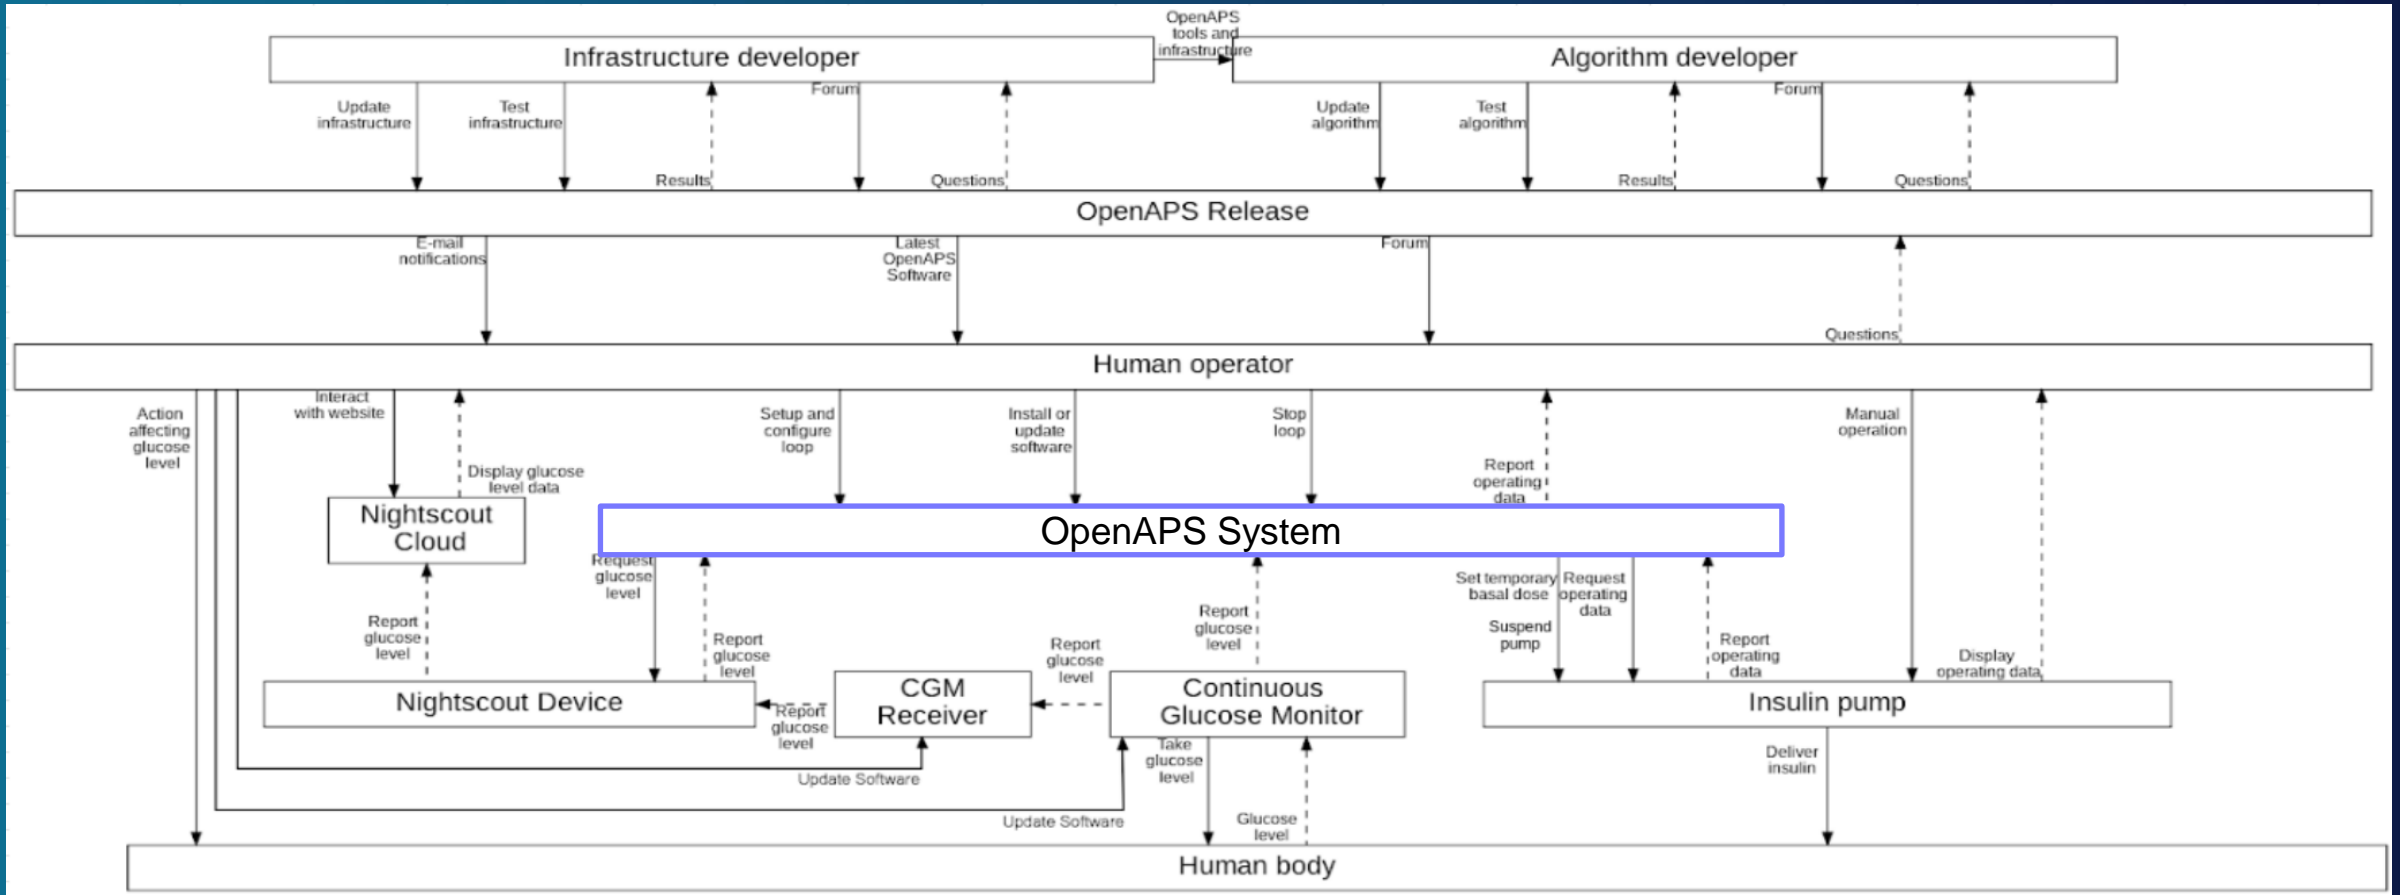 OpenAPS
tools and
infrastructure
Infrastructure developer
Algorithm developer
Update
infrastructure
Test
infrastructure
Results
Forum
Questions
Update
algorithm
Test
algorithm
Results
Forum
Questions
OpenAPS Release
E-mail
notifications
Latest
OpenAPS
Software
Forum
Questions
Human operator
Action
affecting
glucose
level
Interact
with website
Display glucose
level data
Setup and
configure
loop
Install or
update
software
Stop
loop
Report
operating
data
Manual
operation
Nightscout
Cloud
OpenAPS System
Report
glucose
level
Request
glucose
level
Report
glucose
level
Report
glucose
level
Report
glucose
level
Set temporary
basal dose
Suspend
pump
Request
operating
data
Report
operating
data
Display
operating data
Nightscout Device
Report
glucose
level
CGM
Receiver
Continuous
Glucose Monitor
Insulin pump
Update Software
Update Software
Take
glucose
level
Glucose
level
Deliver
insulin
Human body